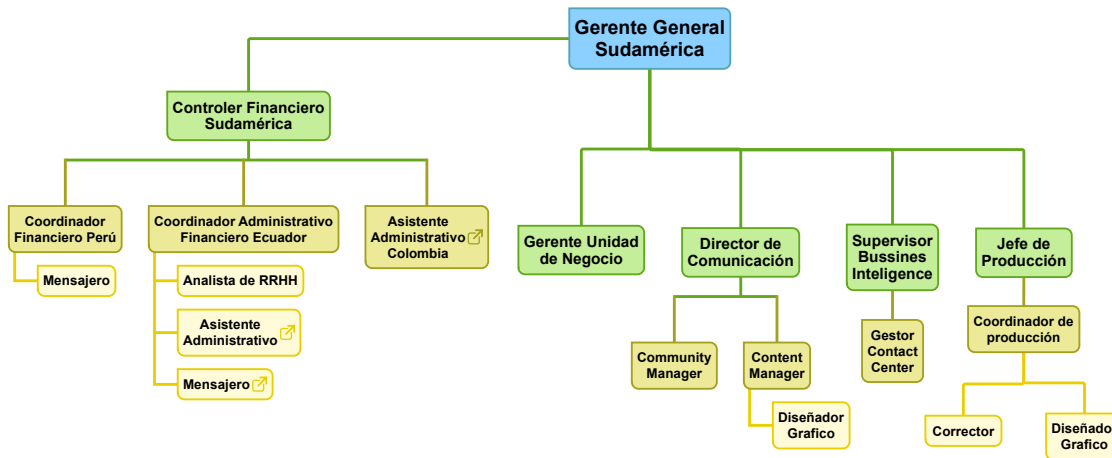 Gerente General
Sudamérica
Controler Financiero
Sudamérica
Coordinador
Financiero Perú
Mensajero
Coordinador Administrativo
Financiero Ecuador
Analista de RRHH
Asistente
Administrativo
Mensajero
Asistente
Administrativo
Colombia
Gerente Unidad
de Negocio
Director de
Comunicación
Community
Manager
Content
Manager
Diseñador
Grafico
Supervisor
Bussines
Inteligence
Gestor
Contact
Center
Jefe de
Producción
Coordinador de
producción
Corrector
Diseñador
Grafico